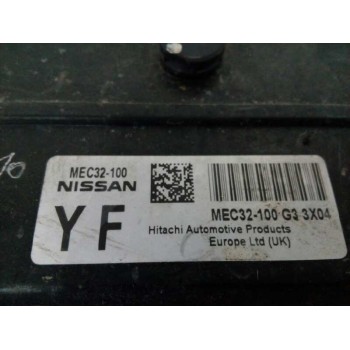 MEC32-100
NISSAN
YF
MEC32-100 G3 3X04
Hitachi Automotive Products
Europe Ltd (UK)